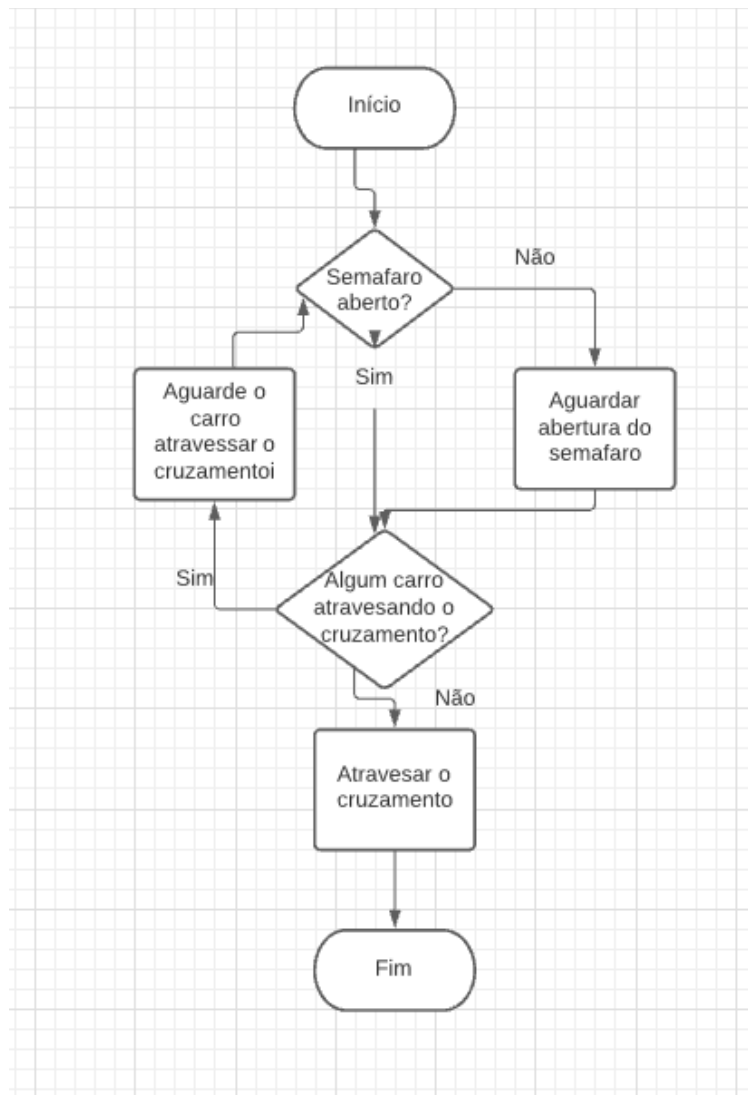 Início
Semafaro
aberto?
Não
Sim
Aguarde o
carro
atravessar o
cruzamentoi
Aguardar
abertura do
semafaro
Sim
Algum carro
atravesando o
cruzamento?
Não
Atravesar o
cruzamento
Fim